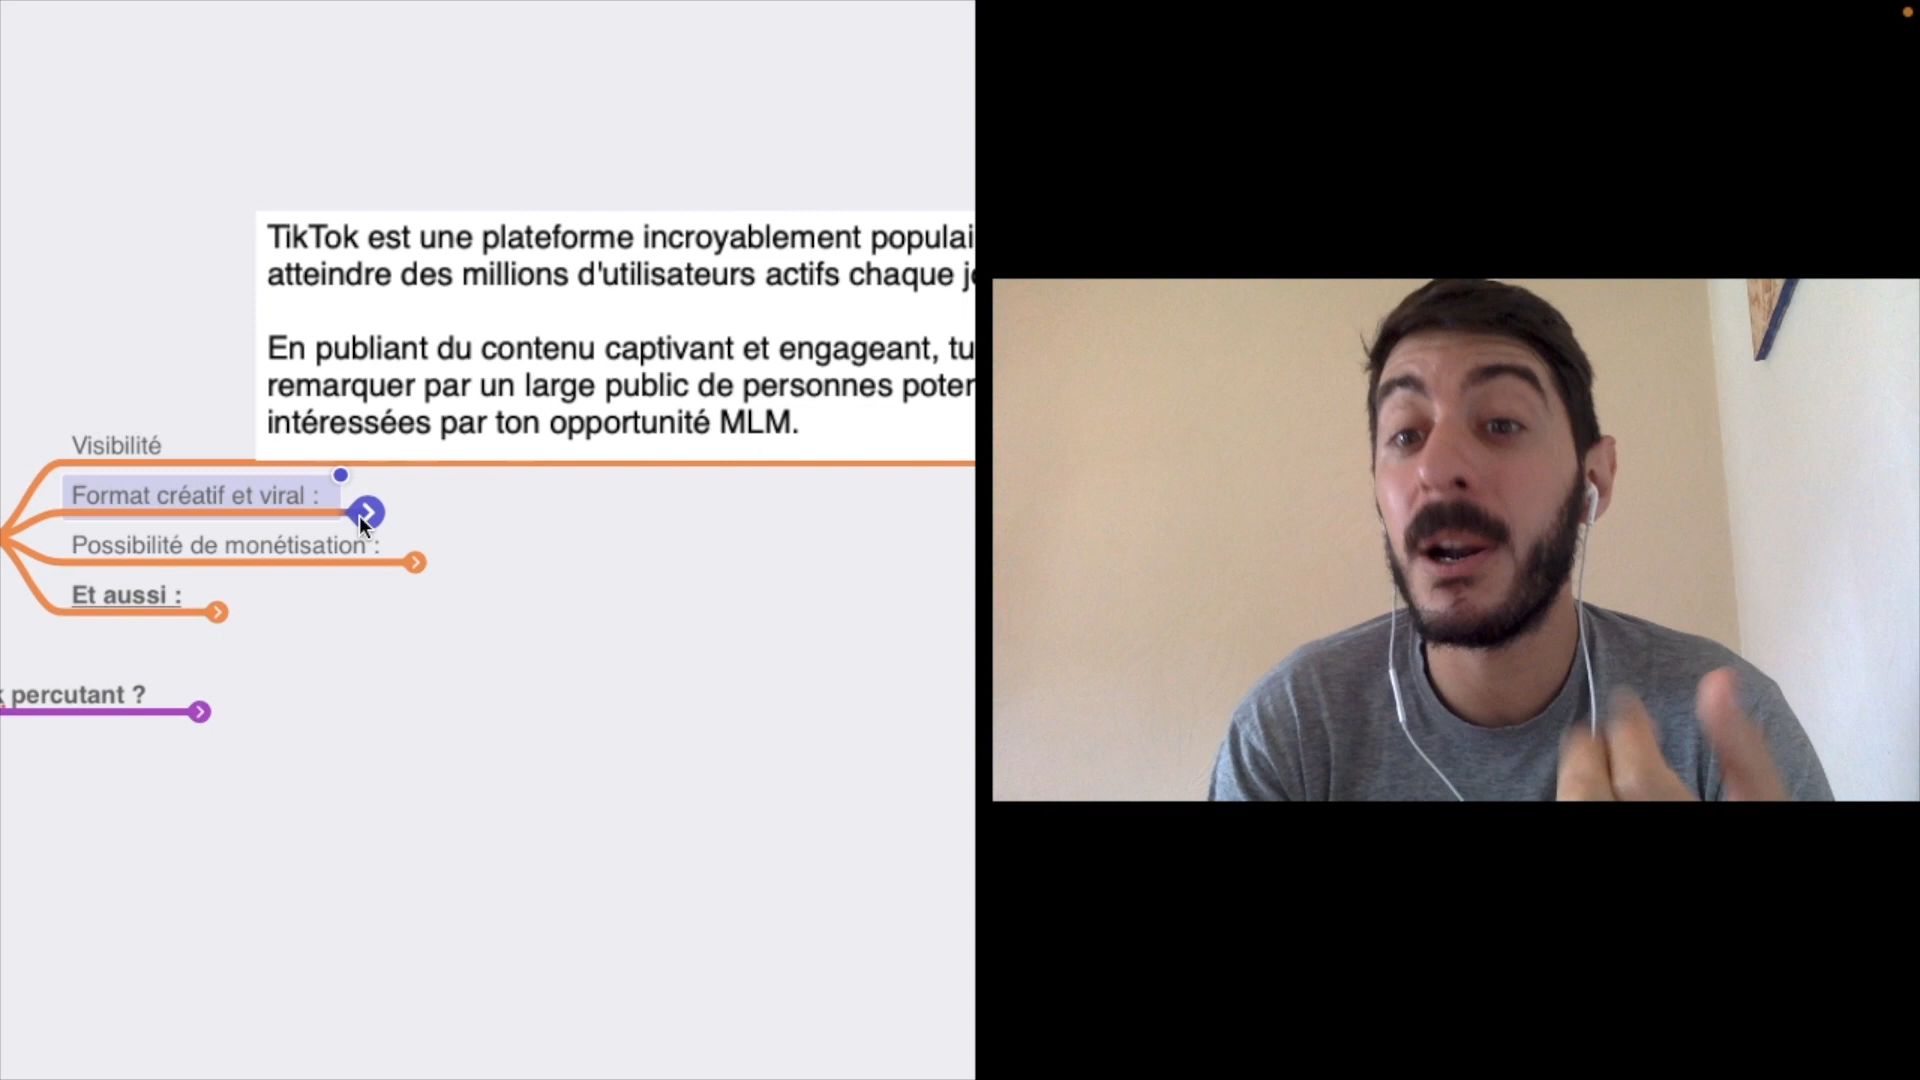 TikTok est une plateforme incroyablement populai
atteindre des millions d'utilisateurs actifs chaque
En publiant du contenu captivant et engageant, tu
remarquer par un large public de personnes poten
intéressées par ton opportunité MLM.
Visibilité
Format créatif et viral :
Possibilité de monétisation :
Et aussi :
percutant ?